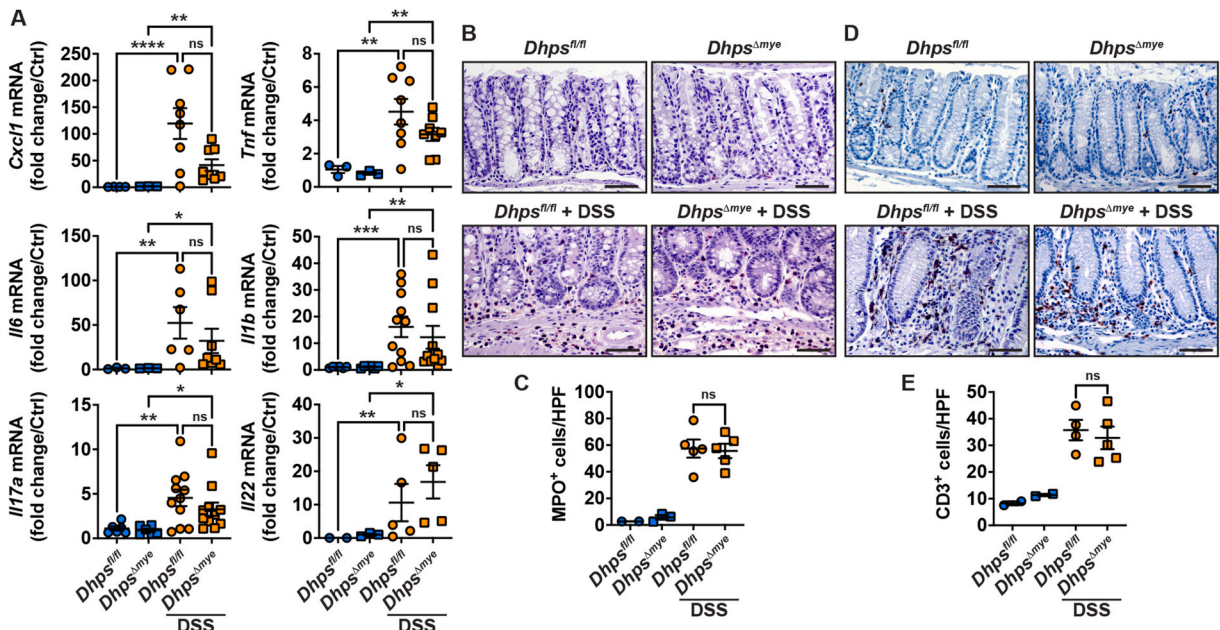 A
Cxcl1 mRNA
(fold change/Ctrl)
250
200
150
100
50
0
****
**
ns
Tnf mRNA
(fold change/Ctrl)
8
6
4
2
0
**
**
ns
Il6 mRNA
(fold change/Ctrl)
150
100
50
0
**
*
ns
Il1b mRNA
(fold change/Ctrl)
50
40
30
20
10
0
***
**
ns
Il17a mRNA
(fold change/Ctrl)
15
10
5
0
**
*
ns
Dhps fl/fl
Dhps Δmye
Dhps fl/fl
Dhps Δmye
DSS
Il22 mRNA
(fold change/Ctrl)
40
30
20
10
0
**
*
ns
Dhps fl/fl
Dhps Δmye
Dhps fl/fl
Dhps Δmye
DSS
B
Dhps fl/fl
Dhps Δmye
Dhps fl/fl + DSS
Dhps Δmye + DSS
C
MPO+ cells/HPF
100
80
60
40
20
0
ns
Dhps fl/fl
Dhps Δmye
Dhps fl/fl
Dhps Δmye
DSS
D
Dhps fl/fl
Dhps Δmye
Dhps fl/fl + DSS
Dhps Δmye + DSS
E
CD3+ cells/HPF
50
40
30
20
10
0
ns
Dhps fl/fl
Dhps Δmye
Dhps fl/fl
Dhps Δmye
DSS